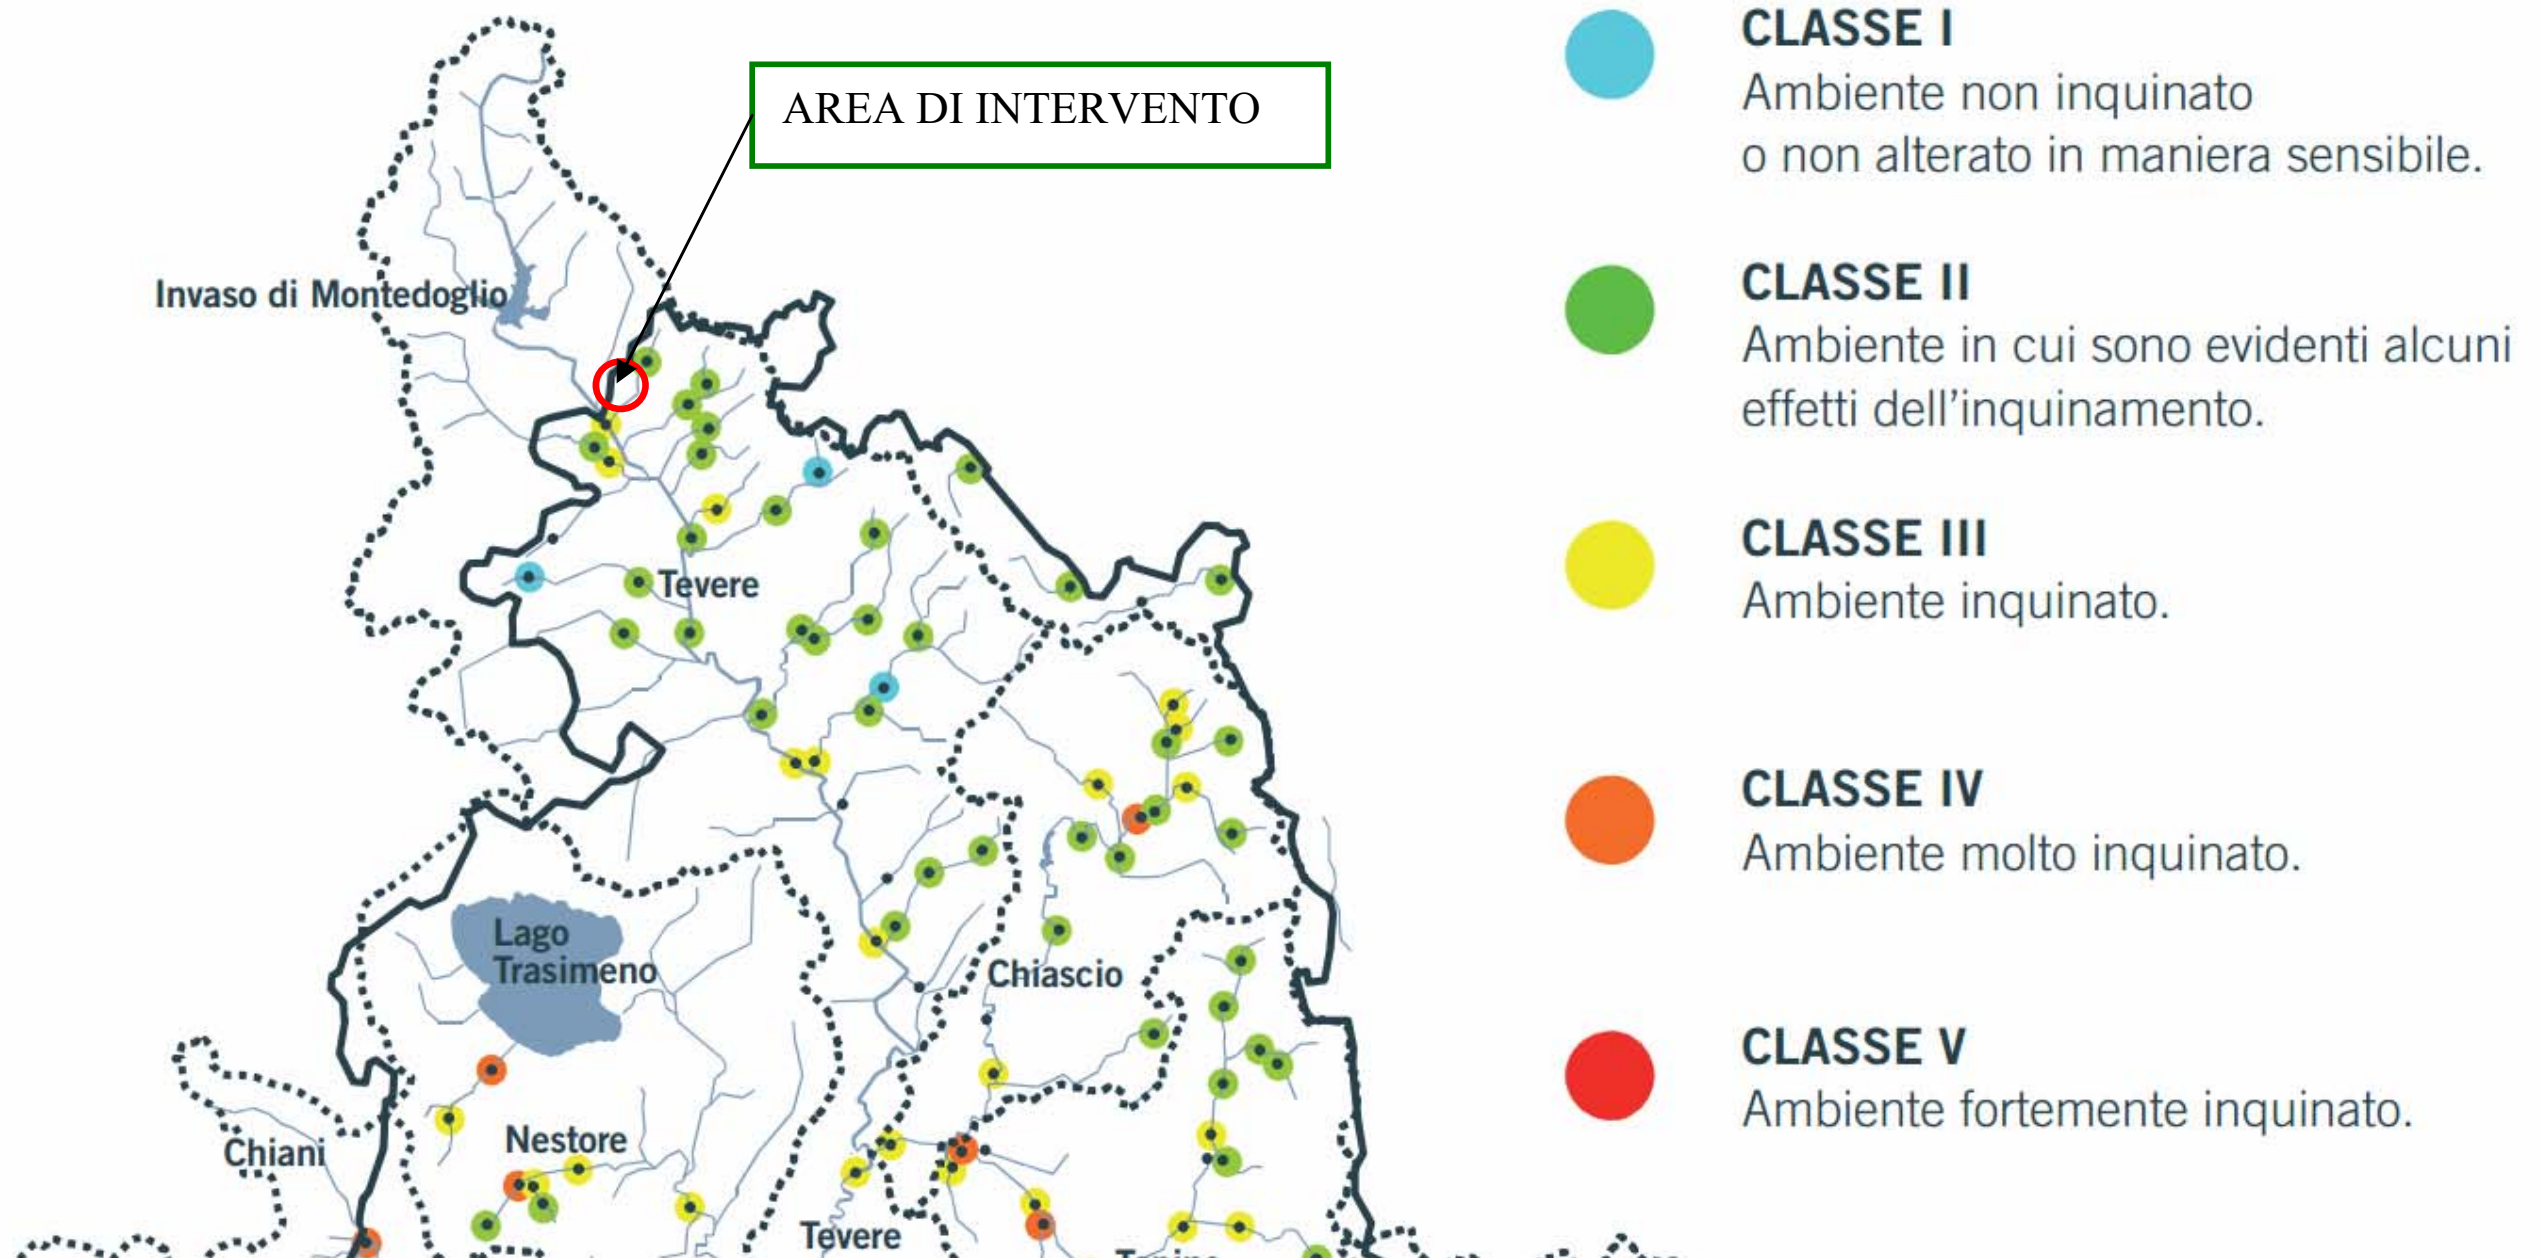 AREA DI INTERVENTO
Invaso di Montedoglio
Tevere
Lago
Trasimeno
Chiascio
Chiani
Nestore
Tevere
CLASSE I
Ambiente non inquinato
o non alterato in maniera sensibile.
CLASSE II
Ambiente in cui sono evidenti alcuni
effetti dell'inquinamento.
CLASSE III
Ambiente inquinato.
CLASSE IV
Ambiente molto inquinato.
CLASSE V
Ambiente fortemente inquinato.